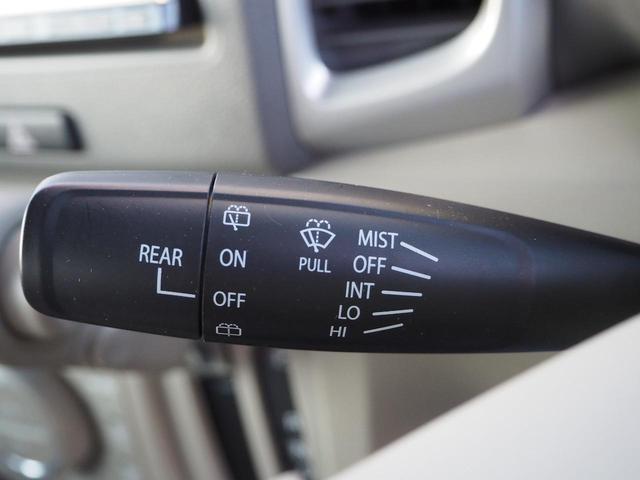 REAR
ON
OFF
PULL
MIST
OFF
INT
LO
HI